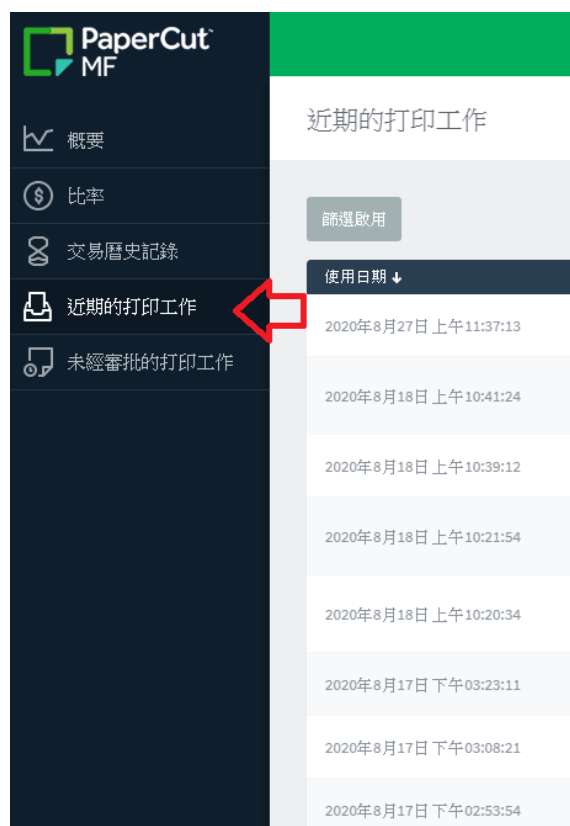 PaperCut™
MF
概要
比率
交易曆史記錄
近期的打印工作
未經審批的打印工作
近期的打印工作
篩選啟用
使用日期
2020年8月27日 上午11:37:13
2020年8月18日 上午10:41:24
2020年8月18日 上午10:39:12
2020年8月18日 上午10:21:54
2020年8月18日 上午10:20:34
2020年8月17日 下午03:23:11
2020年8月17日 下午03:08:21
2020年8月17日 下午02:53:54